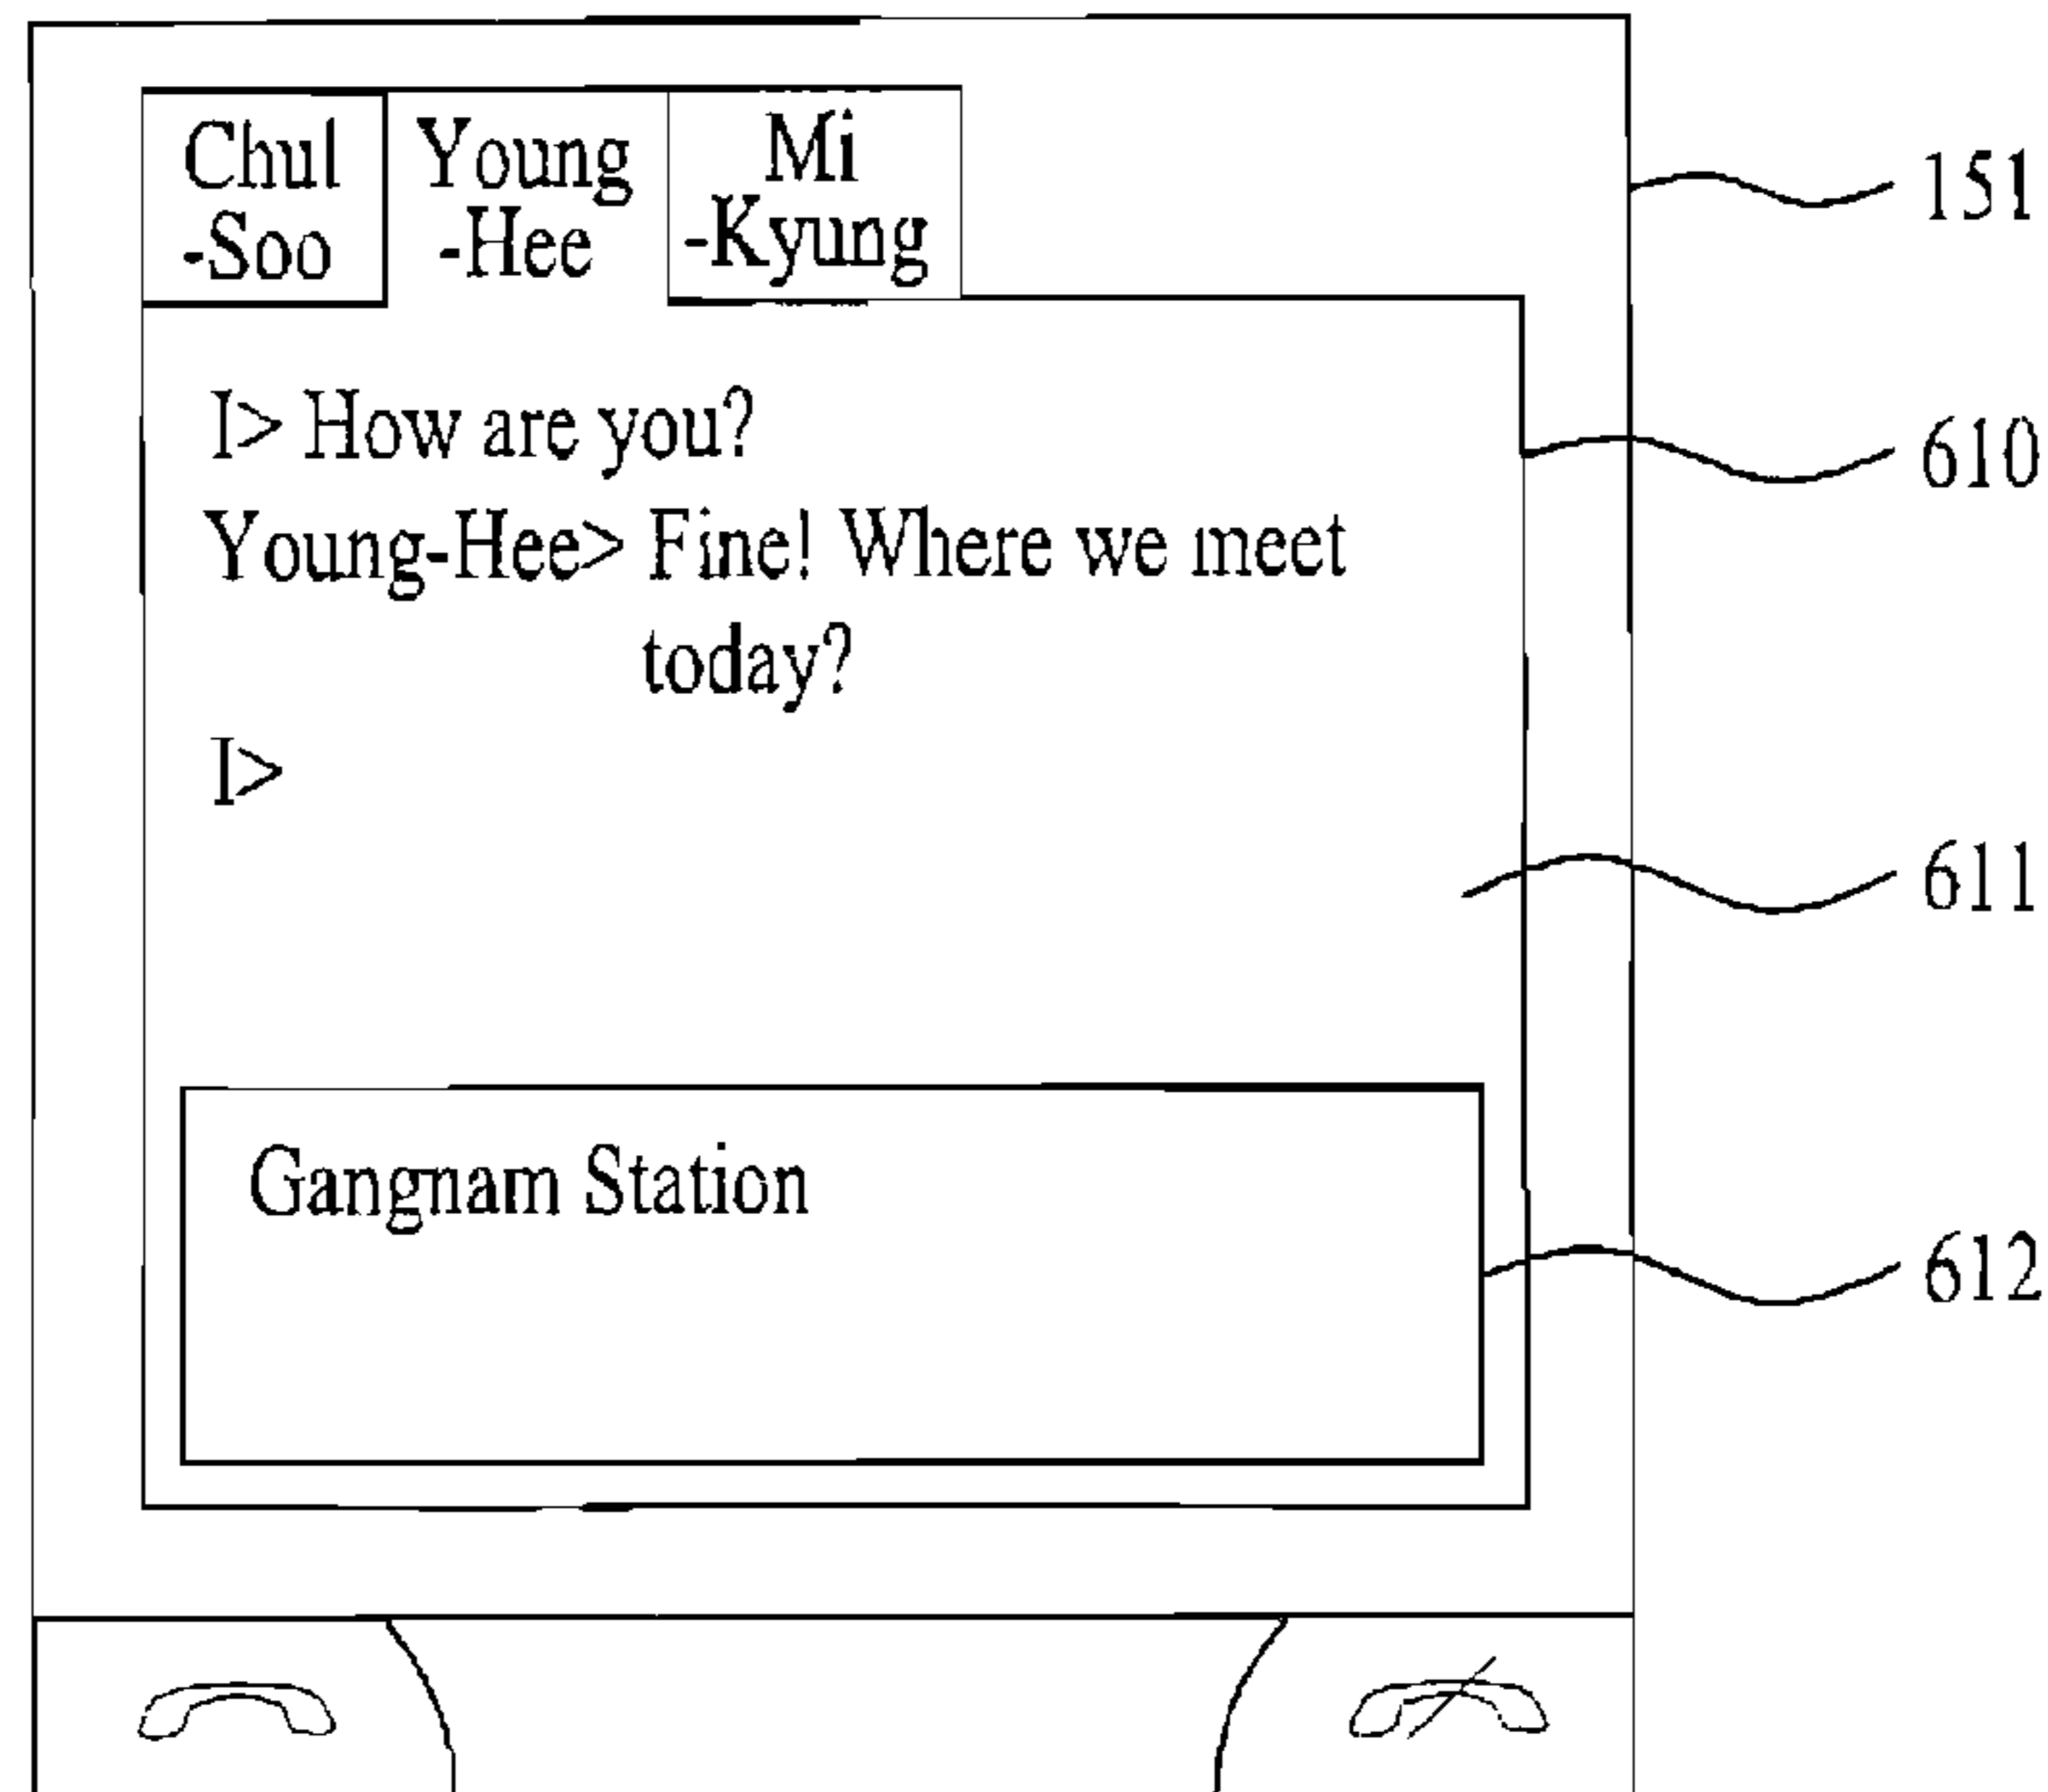 Chul
-Soo
Young
-Hee
Mi
-Kyung
151
I> How are you?
610
Young-Hee> Fine! Where we meet
today?
I>
611
Gangnam Station
612